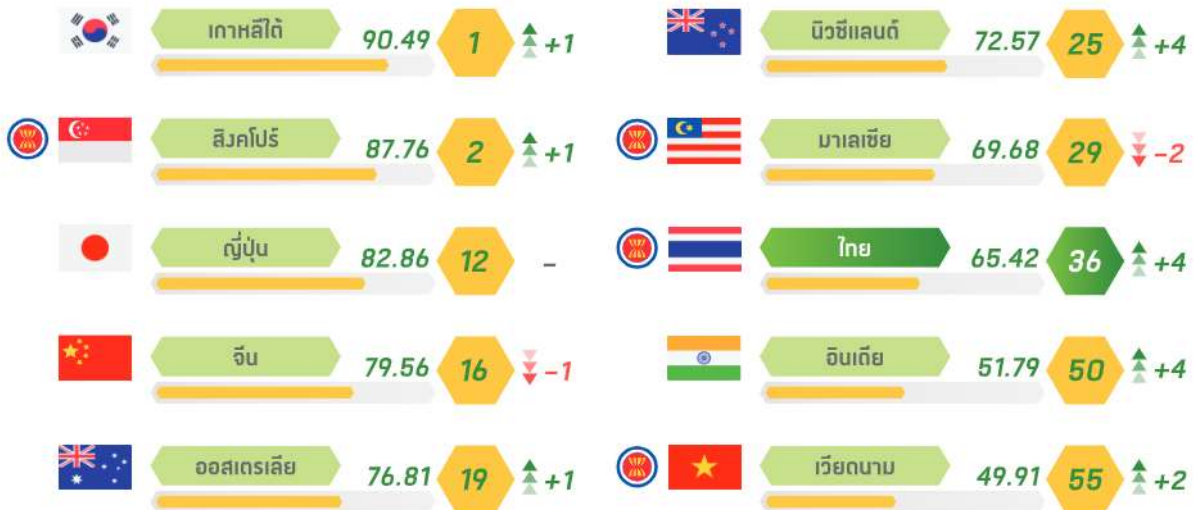 เกาหลีใต้ 90.49 1 +1
สิงคโปร์ 87.76 2 +1
ญี่ปุ่น 82.86 12 -
จีน 79.56 16 -1
ออสเตรเลีย 76.81 19 +1
นิวซีแลนด์ 72.57 25 +4
มาเลเซีย 69.68 29 -2
ไทย 65.42 36 +4
อินเดีย 51.79 50 +4
เวียดนาม 49.91 55 +2